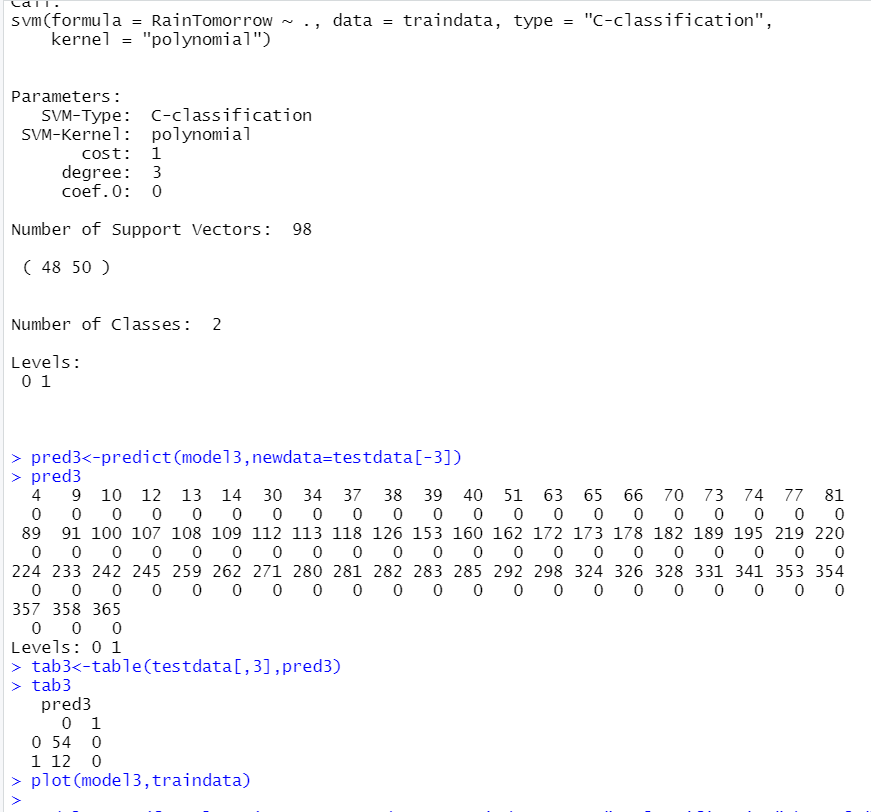 Call:
svm(formula = RainTomorrow ~ ., data = traindata, type = "C-classification",
    kernel = "polynomial")
Parameters:
   SVM-Type:  C-classification
 SVM-Kernel:  polynomial
       cost:  1
     degree:  3
     coef.0:  0
Number of Support Vectors:  98
 ( 48 50 )
Number of Classes:  2
Levels:
 0 1
> pred3<-predict(model3,newdata=testdata[-3])
> pred3
  4   9  10  12  13  14  30  34  37  38  39  40  51  63  65  66  70  73  74  77  81
  0   0   0   0   0   0   0   0   0   0   0   0   0   0   0   0   0   0   0   0   0
 89  91 100 107 108 109 112 113 118 126 153 160 162 172 173 178 182 189 195 219 220
  0   0   0   0   0   0   0   0   0   0   0   0   0   0   0   0   0   0   0   0   0
224 233 242 245 259 262 271 280 281 282 283 285 292 298 324 326 328 331 341 353 354
  0   0   0   0   0   0   0   0   0   0   0   0   0   0   0   0   0   0   0   0   0
357 358 365
  0   0   0
Levels: 0 1
> tab3<-table(testdata[,3],pred3)
> tab3
   pred3
     0  1
  0 54  0
  1 12  0
> plot(model3,traindata)
>